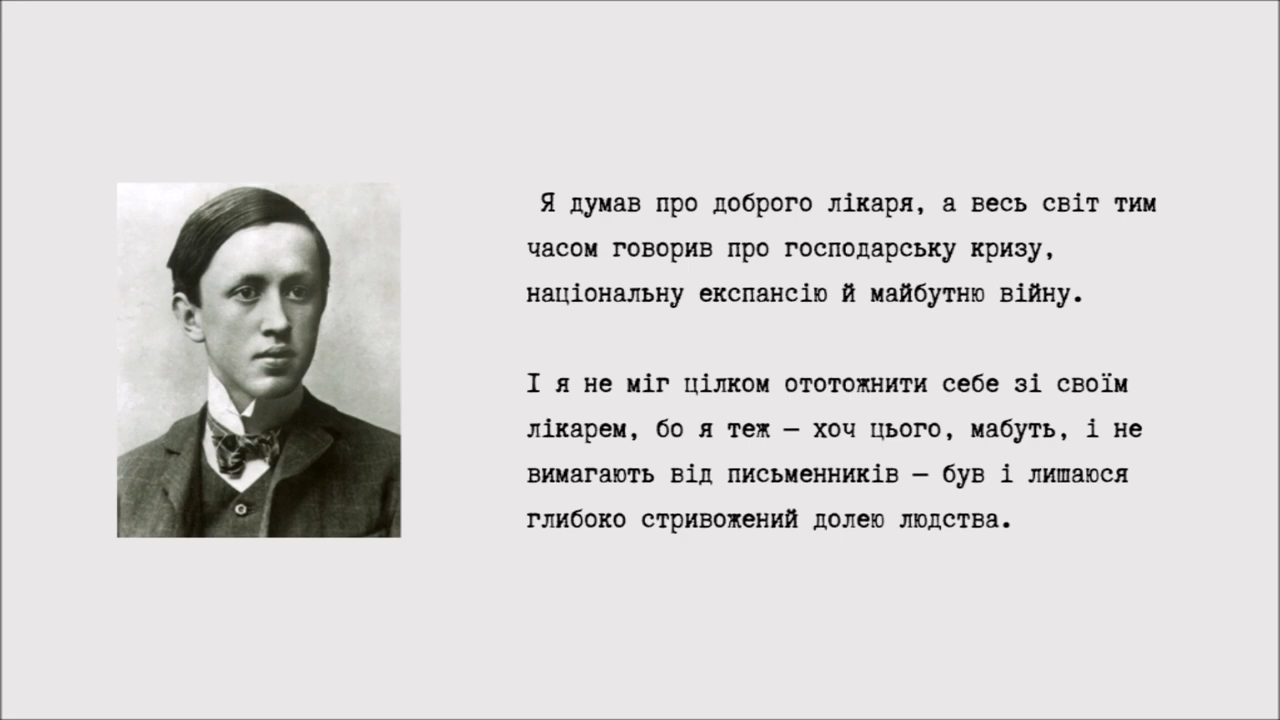 Я думав про доброго лікаря, а весь світ тим
часом говорив про господарську кризу,
національну експансію й майбутню війну.
І я не міг цілком ототожнити себе зі своїм
лікарем, бо я теж — хоч цього, мабуть, і не
вимагають від письменників — був і лишаюся
глибоко стривожений долею людства.